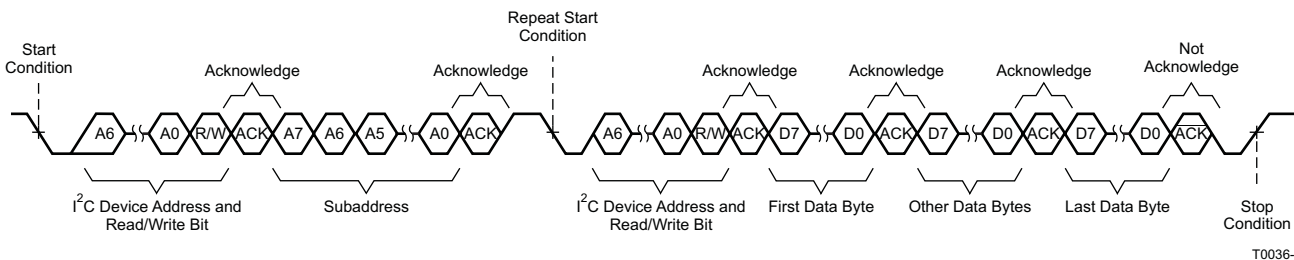 Repeat Start
Condition
Start
Condition
Not
Acknowledge
Acknowledge
Acknowledge
Acknowledge
Acknowledge
Acknowledge
A6 A0 R/W ACK A7 A6 A5 A0 ACK A6 A0 R/W ACK D7 D0 ACK D7 D0 ACK D7 D0 ACK
I²C Device Address and
Read/Write Bit
Subaddress
I²C Device Address and
Read/Write Bit
First Data Byte
Other Data Bytes
Last Data Byte
Stop
Condition
T0036-